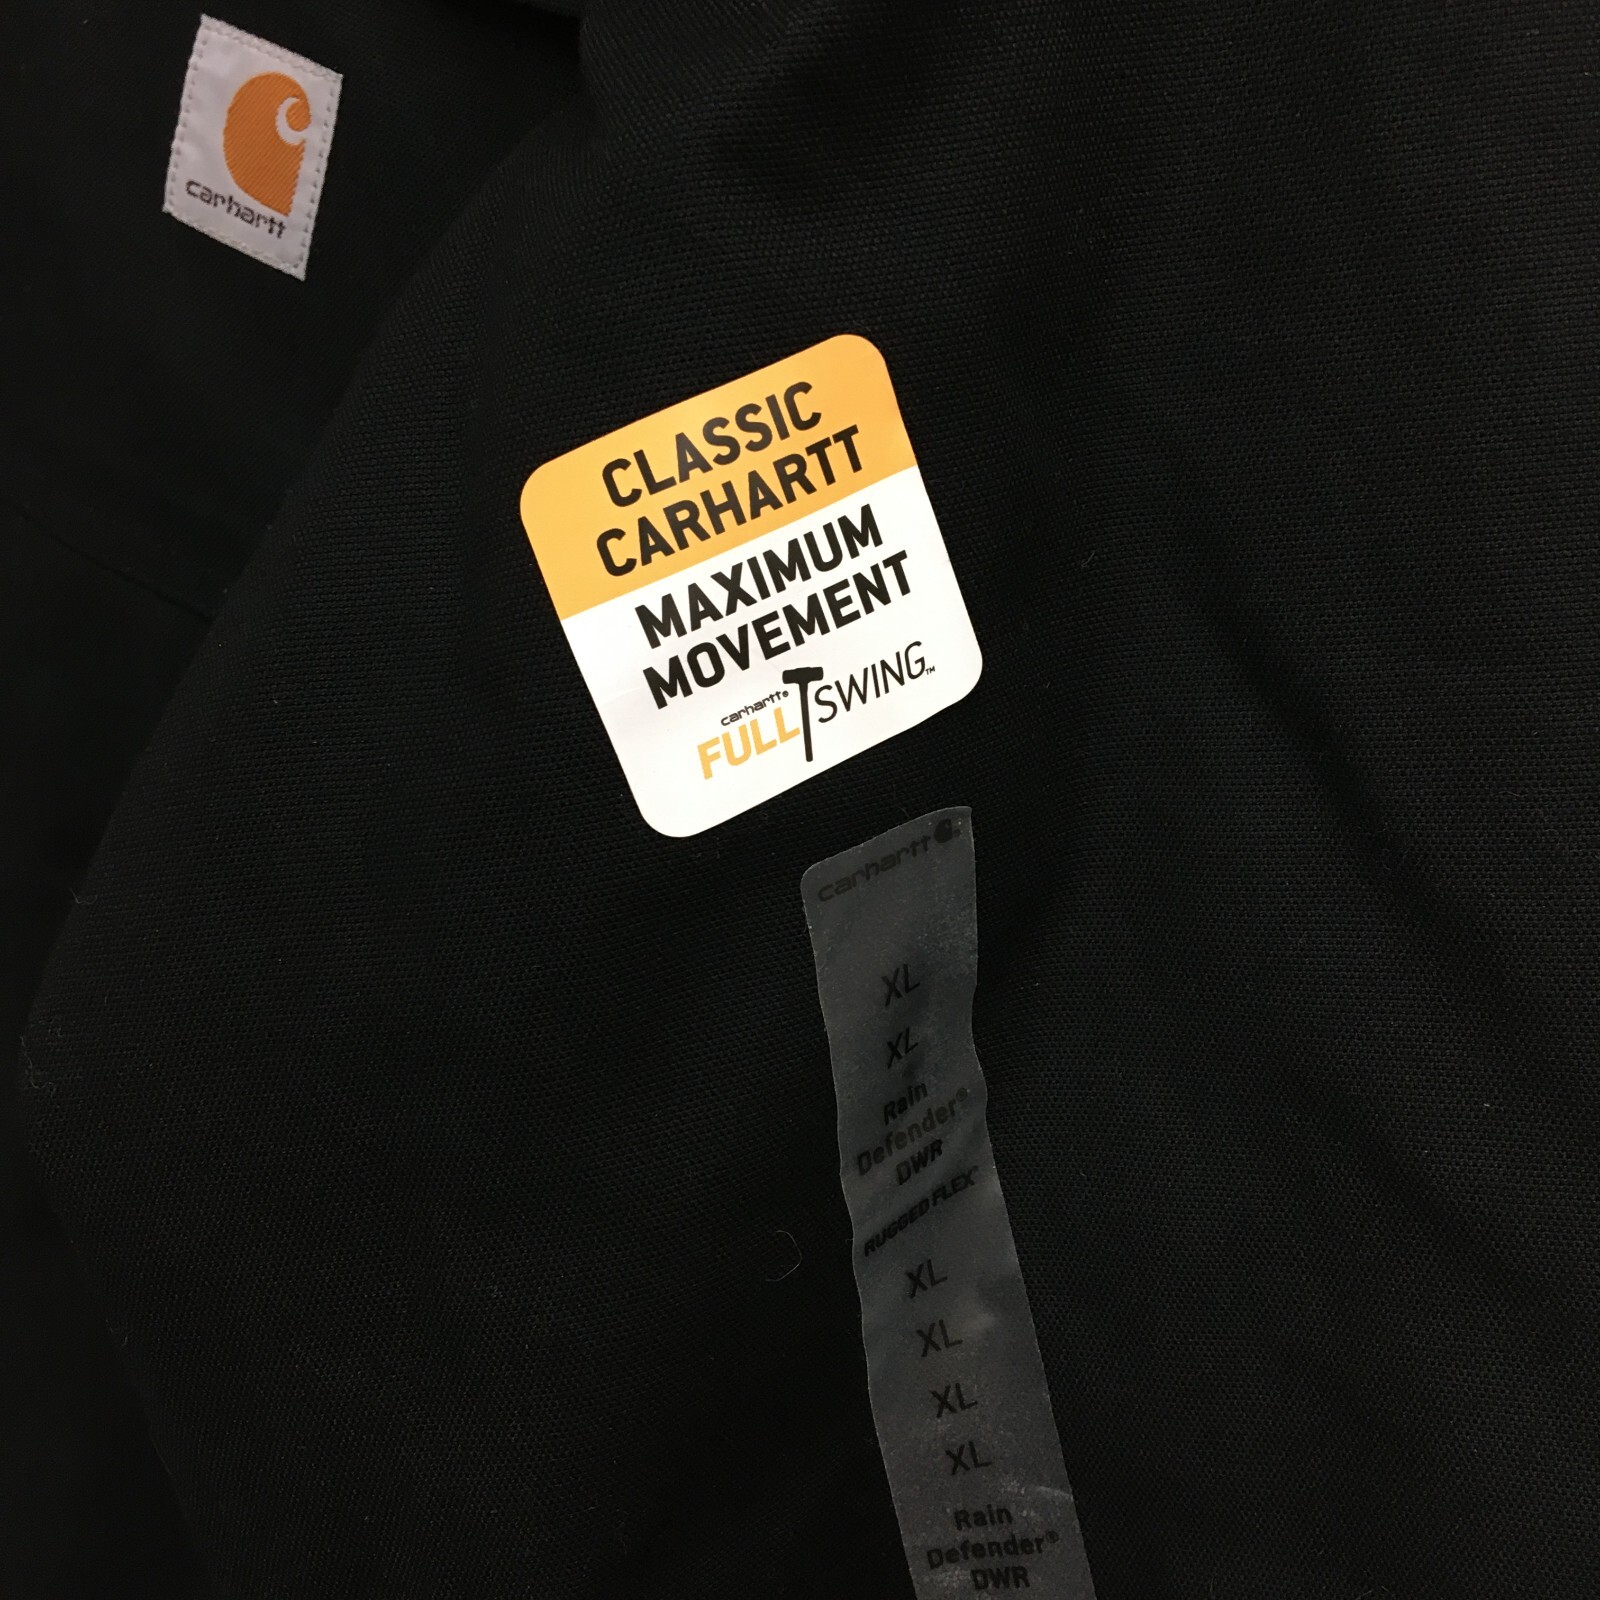 carhartt
CLASSIC
CARHARTT
MAXIMUM
MOVEMENT
carhartt®
FULL SWING™
carhartt
XL
XL
Rain
Defender®
DWR
RUGGED FLEX®
XL
XL
XL
XL
Rain
Defender®
DWR